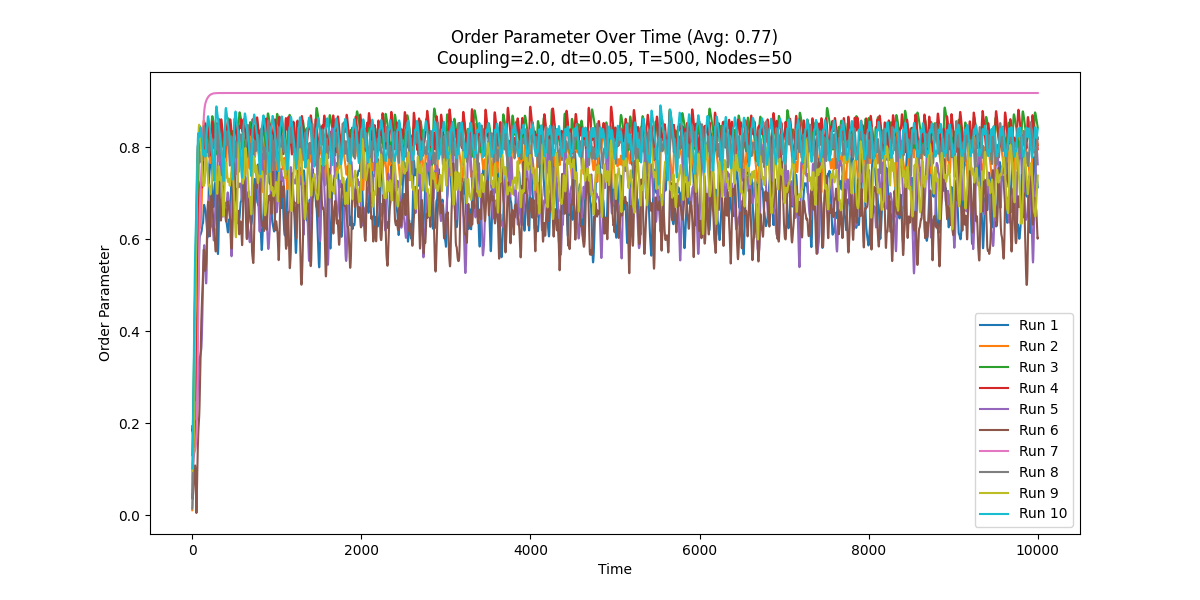 Order Parameter Over Time (Avg: 0.77)
Coupling=2.0, dt=0.05, T=500, Nodes=50
Order Parameter
0.8
0.6
0.4
0.2
0.0
0
2000
4000
6000
8000
10000
Time
Run 1
Run 2
Run 3
Run 4
Run 5
Run 6
Run 7
Run 8
Run 9
Run 10